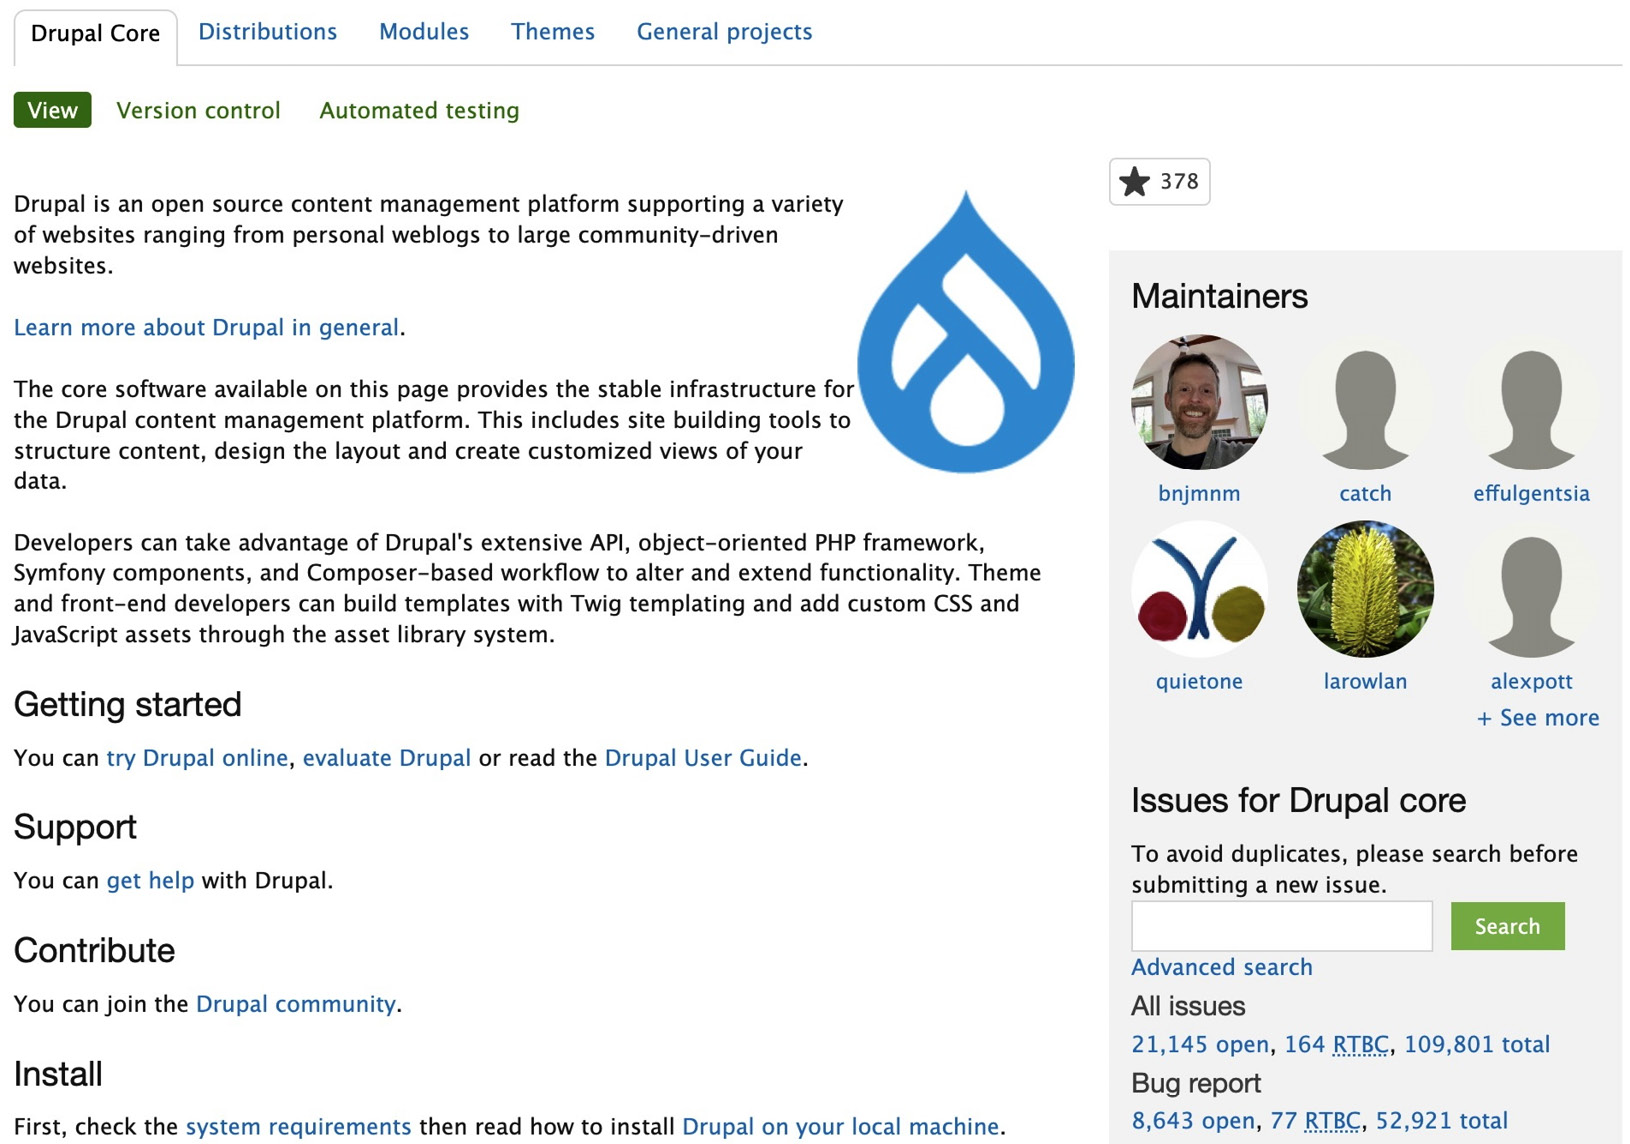 Drupal Core
Distributions
Modules
Themes
General projects
View
Version control
Automated testing
Drupal is an open source content management platform supporting a variety
of websites ranging from personal weblogs to large community-driven
websites.
Learn more about Drupal in general.
The core software available on this page provides the stable infrastructure for
the Drupal content management platform. This includes site building tools to
structure content, design the layout and create customized views of your
data.
Developers can take advantage of Drupal's extensive API, object-oriented PHP framework,
Symfony components, and Composer-based workflow to alter and extend functionality. Theme
and front-end developers can build templates with Twig templating and add custom CSS and
JavaScript assets through the asset library system.
Getting started
You can try Drupal online, evaluate Drupal or read the Drupal User Guide.
Support
You can get help with Drupal.
Contribute
You can join the Drupal community.
Install
First, check the system requirements then read how to install Drupal on your local machine.
378
Maintainers
bnjmnm
catch
effulgentsia
quietone
larowlan
alexpott
+ See more
Issues for Drupal core
To avoid duplicates, please search before
submitting a new issue.
Search
Advanced search
All issues
21,145 open, 164 RTBC, 109,801 total
Bug report
8,643 open, 77 RTBC, 52,921 total